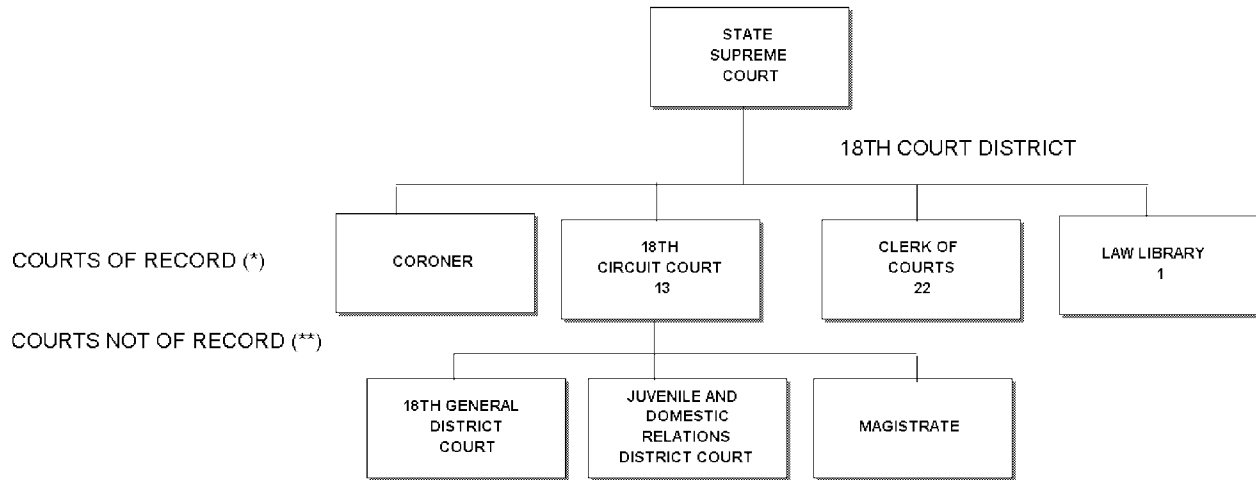 STATE
SUPREME
COURT
18TH COURT DISTRICT
COURTS OF RECORD (*)
CORONER
18TH
CIRCUIT COURT
13
CLERK OF
COURTS
22
LAW LIBRARY
1
COURTS NOT OF RECORD (**)
18TH GENERAL
DISTRICT
COURT
JUVENILE AND
DOMESTIC
RELATIONS
DISTRICT COURT
MAGISTRATE